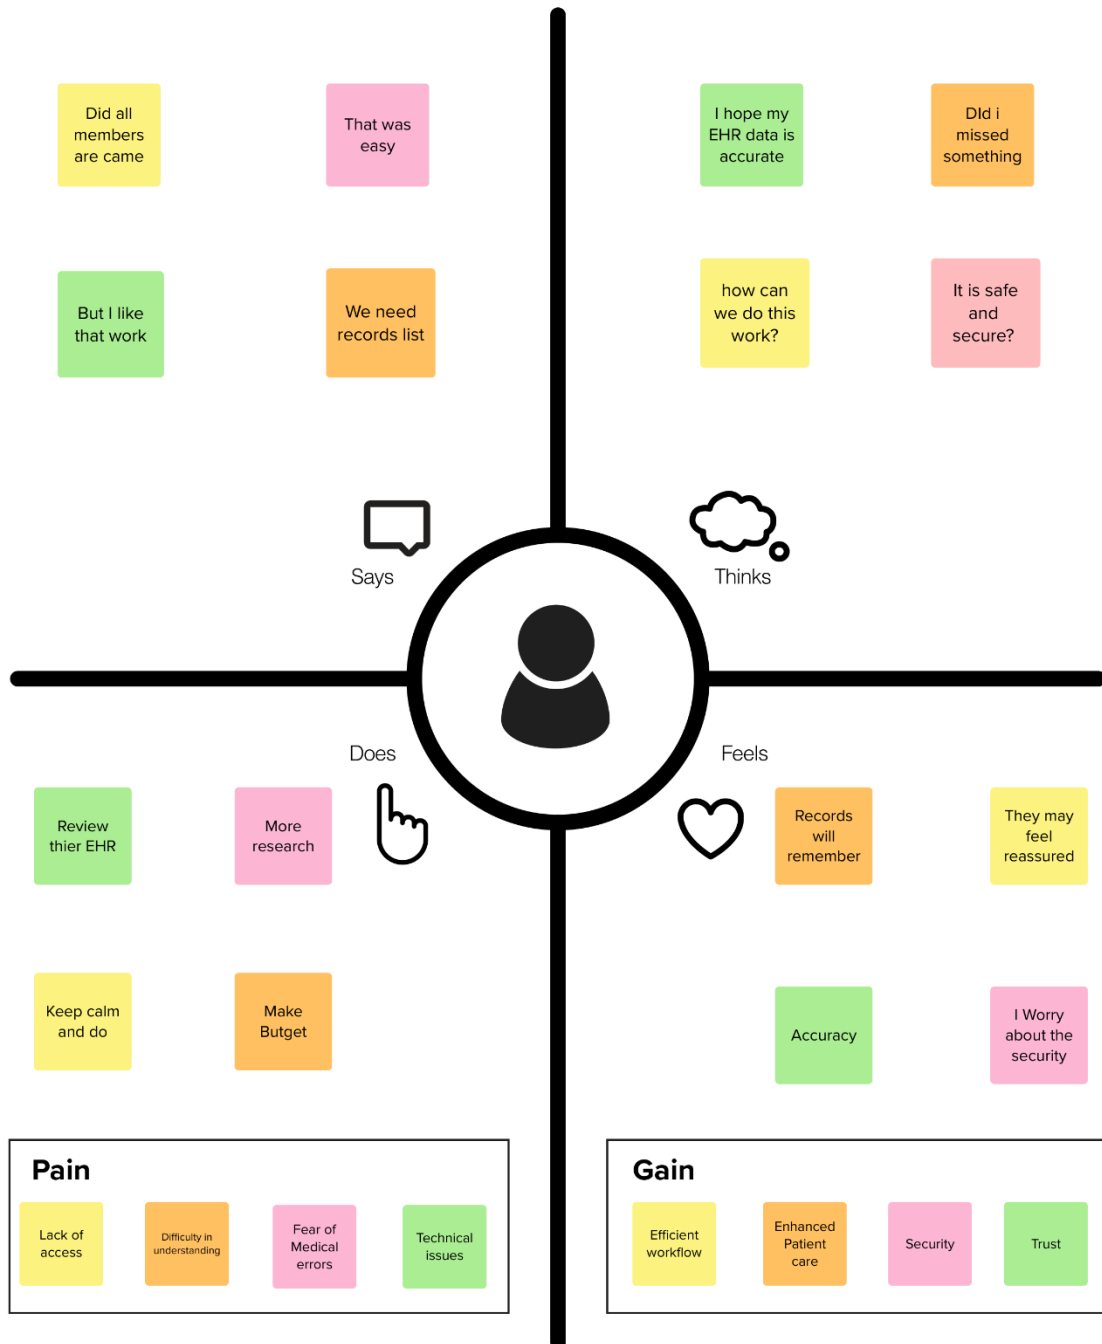 Did all
members
are came
That was
easy
But I like
that work
We need
records list
Says
I hope my
EHR data is
accurate
DId i
missed
something
how can
we do this
work?
It is safe
and
secure?
Thinks
Does
Review
thier EHR
More
research
Keep calm
and do
Make
Butget
Feels
Records
will
remember
They may
feel
reassured
Accuracy
I Worry
about the
security
Pain
Lack of
access
Difficulty in
understanding
Fear of
Medical
errors
Technical
issues
Gain
Efficient
workflow
Enhanced
Patient
care
Security
Trust